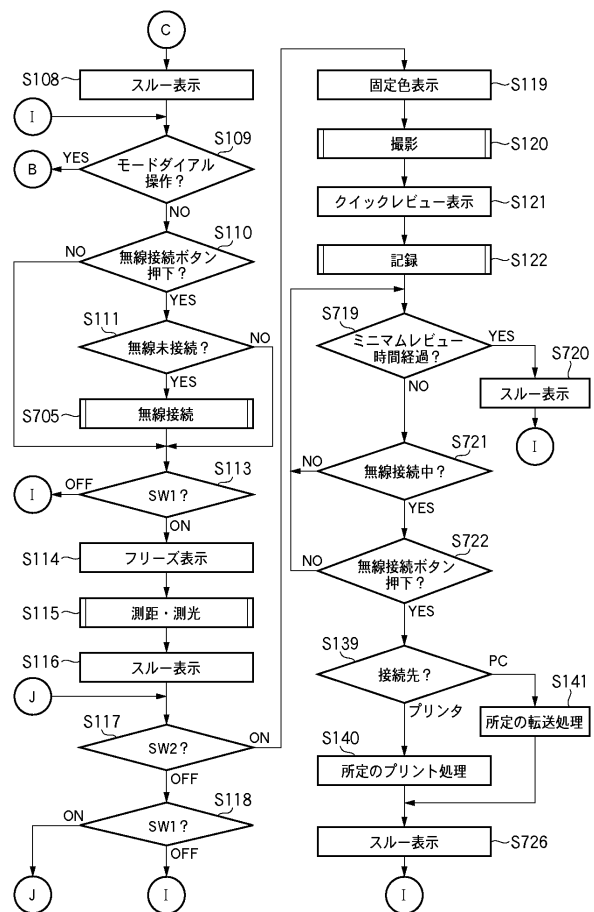 C
S108
スルー表示
I
S109
モードダイアル
操作？
YES
B
NO
S110
無線接続ボタン
押下？
NO
YES
S111
無線未接続？
NO
YES
S705
無線接続
S113
SW1？
OFF
I
ON
S114
フリーズ表示
S115
測距・測光
S116
スルー表示
J
S117
SW2？
ON
OFF
S118
SW1？
ON
OFF
J
I
固定色表示
S119
撮影
S120
クイックレビュー表示
S121
記録
S122
S719
ミニマムレビュー
時間経過？
YES
NO
S720
スルー表示
I
S721
無線接続中？
NO
YES
S722
無線接続ボタン
押下？
NO
YES
S139
接続先？
PC
プリンタ
S141
所定の転送処理
S140
所定のプリント処理
スルー表示
S726
I